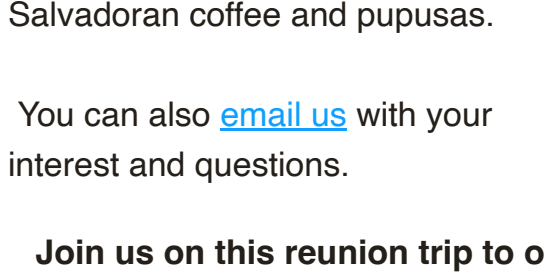 Salvadoran coffee and pupusas.
You can also email us with your
interest and questions.
Join us on this reunion trip to o